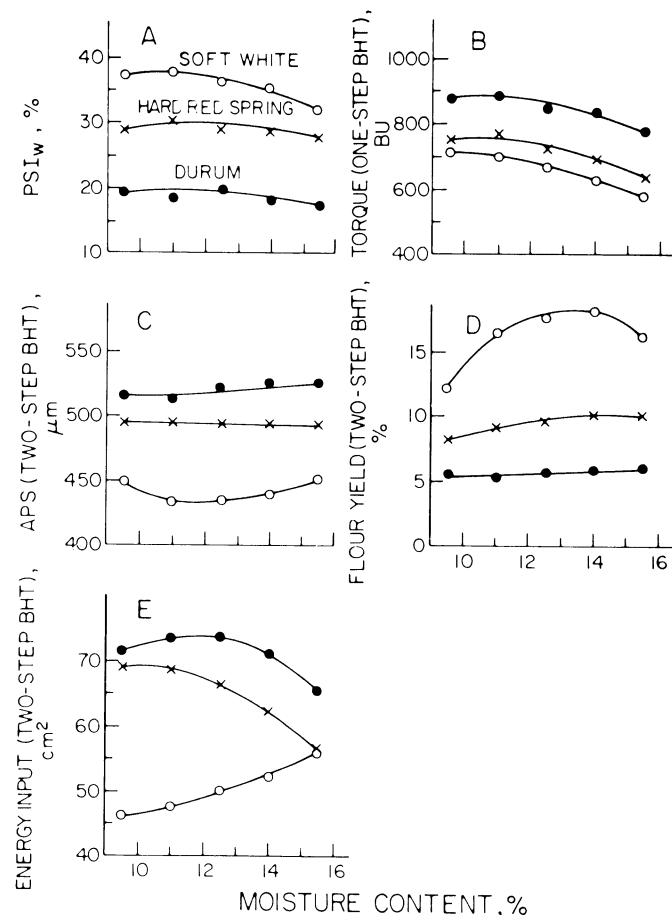 A
SOFT WHITE
HARD RED SPRING
DURUM
PSIW, %
40
30
20
10
B
TORQUE (ONE-STEP BHT),
BU
1000
800
600
400
C
APS (TWO-STEP BHT),
μm
550
500
450
400
D
FLOUR YIELD (TWO-STEP BHT),
%
15
10
5
0
10
12
14
16
E
ENERGY INPUT (TWO-STEP BHT),
cm2
70
60
50
40
10
12
14
16
MOISTURE CONTENT, %